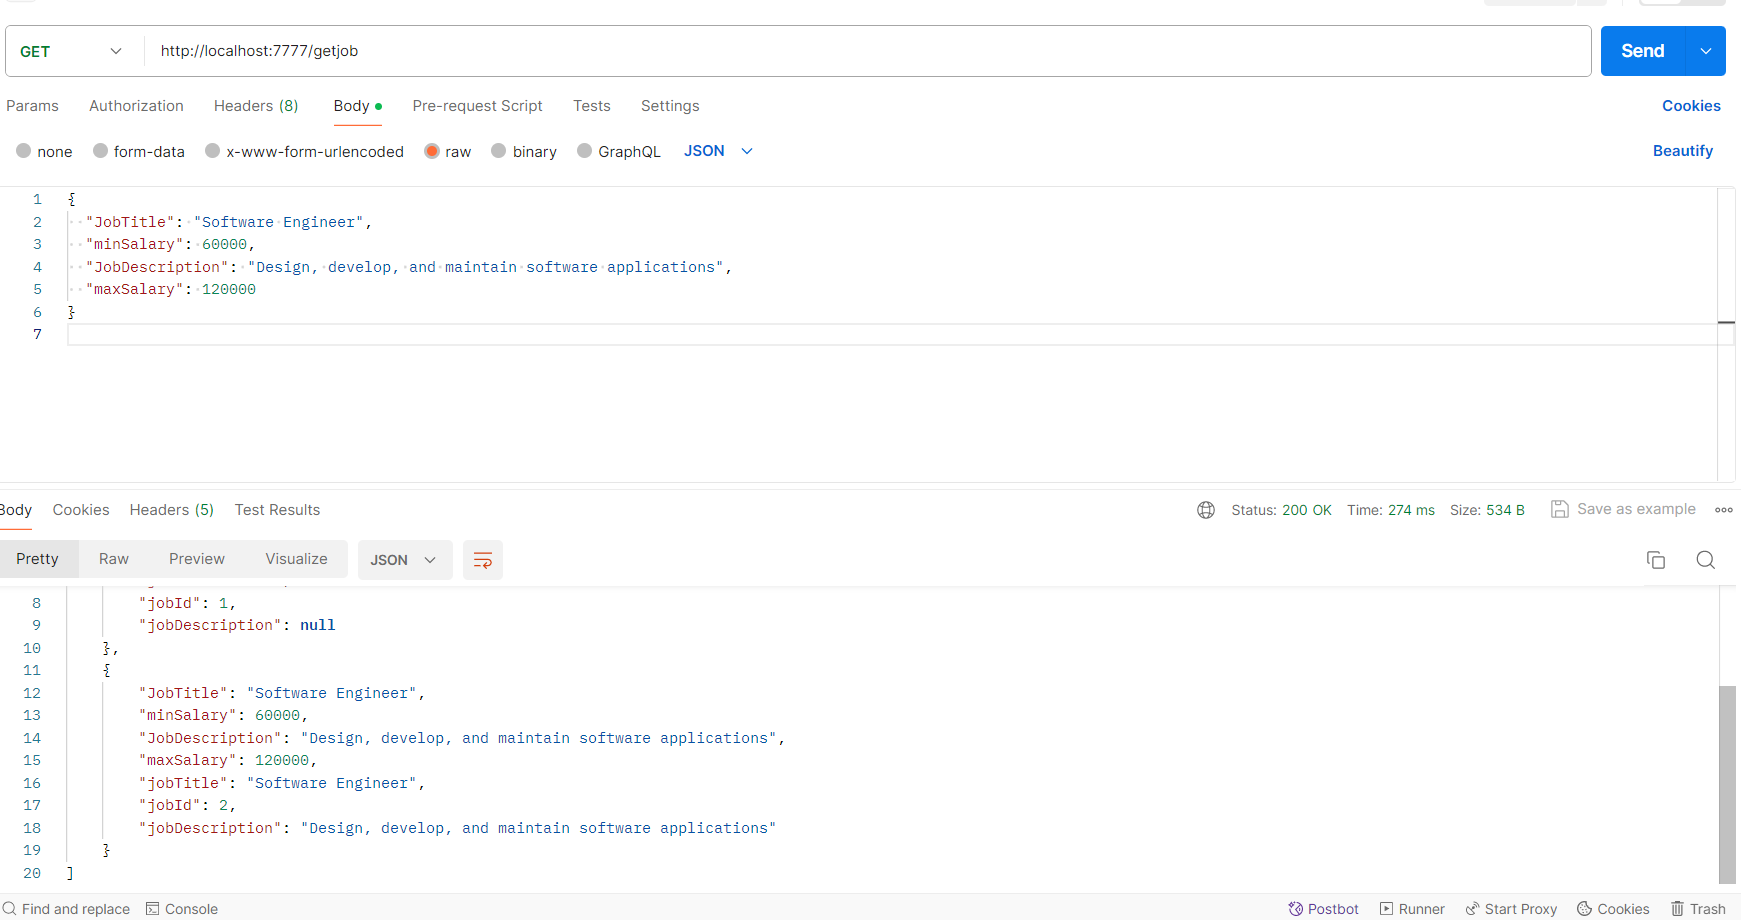 GET http://localhost:7777/getjob Send
Params Authorization Headers (8) Body Pre-request Script Tests Settings Cookies
none form-data x-www-form-urlencoded raw binary GraphQL JSON Beautify
1 {
2 "JobTitle": "Software Engineer",
3 "minSalary": 60000,
4 "JobDescription": "Design, develop, and maintain software applications",
5 "maxSalary": 120000
6 }
7
Body Cookies Headers (5) Test Results Status: 200 OK Time: 274 ms Size: 534 B Save as example
Pretty Raw Preview Visualize JSON
8 "jobId": 1,
9 "jobDescription": null
10 },
11 {
12 "JobTitle": "Software Engineer",
13 "minSalary": 60000,
14 "JobDescription": "Design, develop, and maintain software applications",
15 "maxSalary": 120000,
16 "jobTitle": "Software Engineer",
17 "jobId": 2,
18 "jobDescription": "Design, develop, and maintain software applications"
19 }
20 ]
Find and replace Console Postbot Runner Start Proxy Cookies Trash